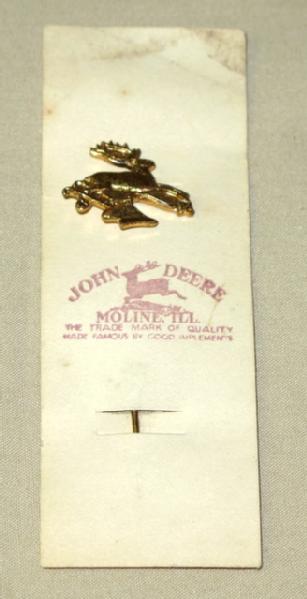 JOHN DEERE
MOLINE, ILL.
THE TRADE MARK OF QUALITY
MADE FAMOUS BY GOOD IMPLEMENTS